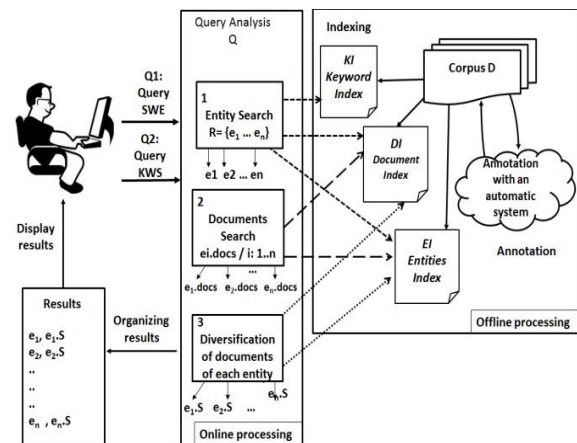 Query Analysis
Q
Indexing
Q1:
Query
SWE
Q2:
Query
KWS
1
Entity Search
R= {e1 ... en}
e1 e2 ... en
2
Documents
Search
ei.docs / i: 1..n
...
e1.docs e2.docs en.docs
3
Diversification
of documents
of each entity
e1.S e2.S ... en.S
Online processing
KI
Keyword
Index
Corpus D
DI
Document
Index
Annotation
with an
automatic
system
Annotation
EI
Entities
Index
Offline processing
Display
results
Organizing
results
Results
e1, e1.S
e2, e2.S
..
..
..
en , en.S